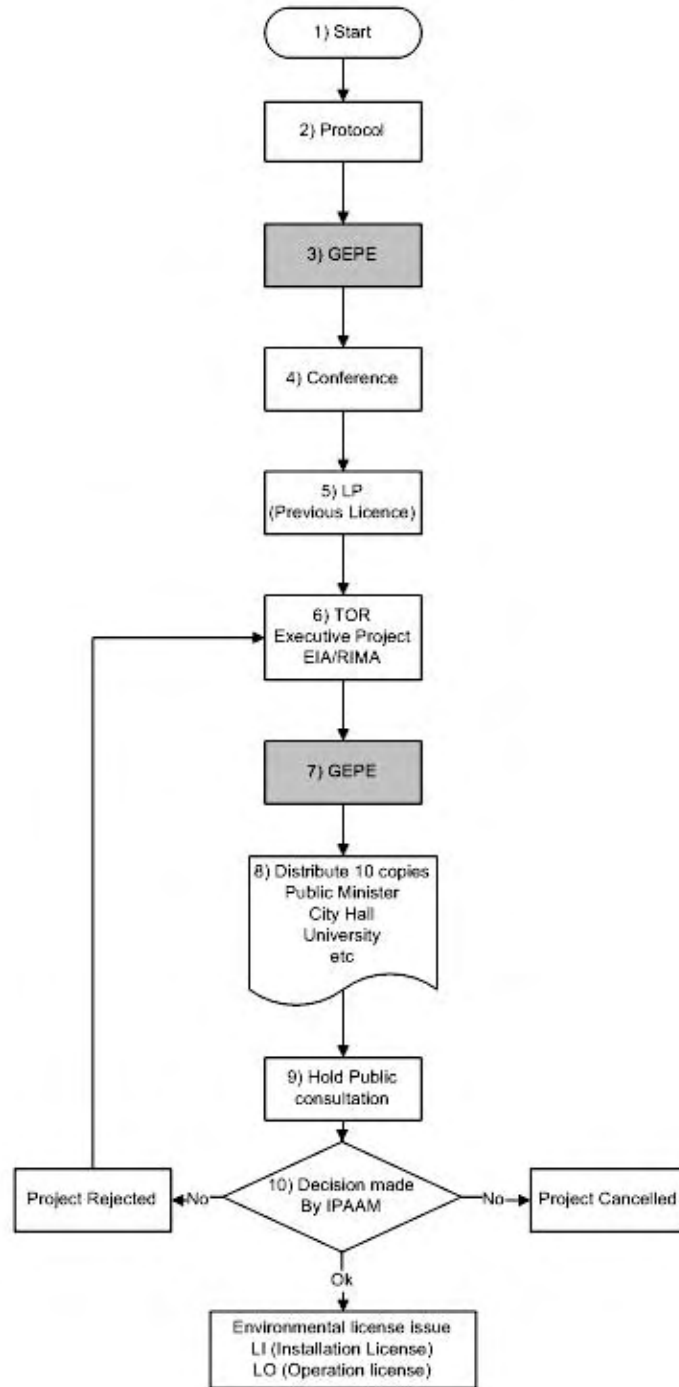 1) Start
2) Protocol
3) GEPE
4) Conference
5) LP
(Previous Licence)
6) TOR
Executive Project
EIA/RIMA
7) GEPE
8) Distribute 10 copies
Public Minister
City Hall
University
etc
9) Hold Public
consultation
Project Rejected
No
10) Decision made
By IPAAM
No
Project Cancelled
Ok
Environmental license issue
LI (Installation License)
LO (Operation license)